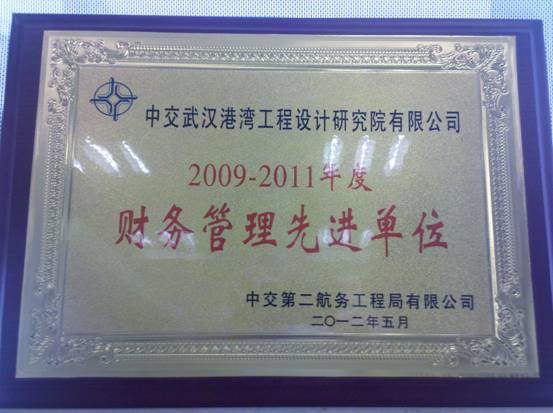 中交武汉港湾工程设计研究院有限公司
2009-2011年度
财务管理先进单位
中交第二航务工程局有限公司
二〇一二年五月